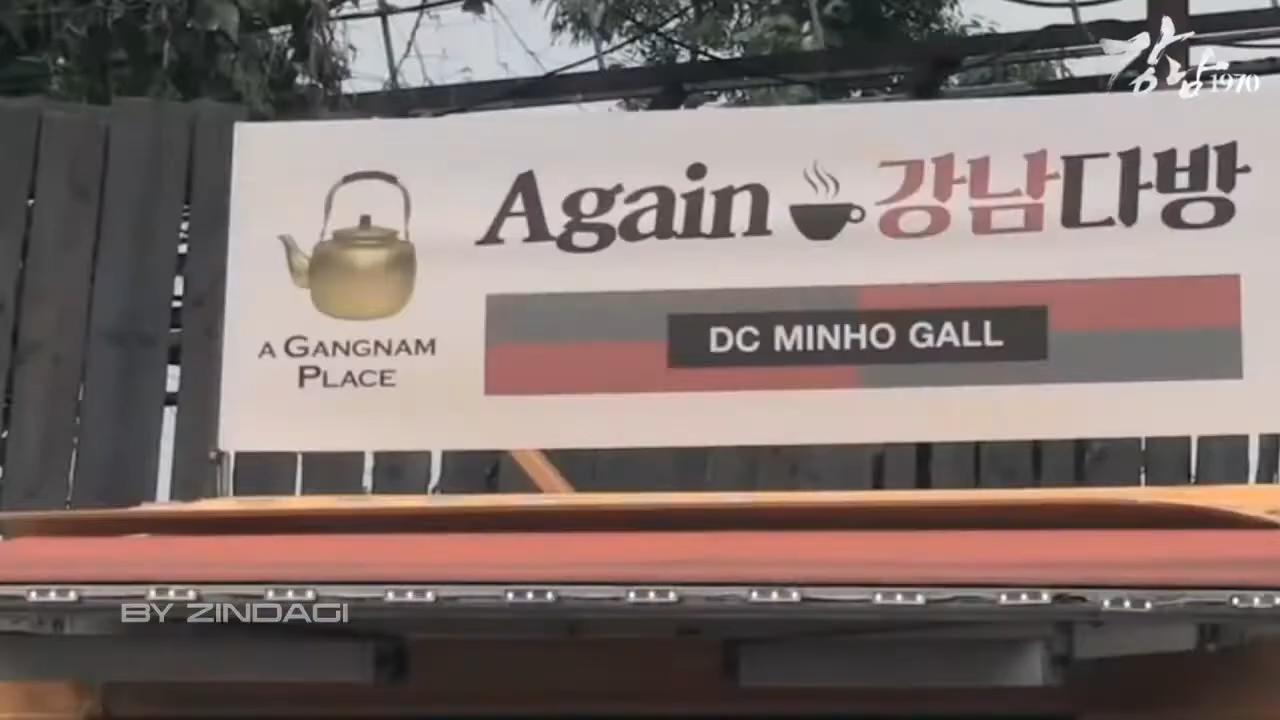 강남1970
Again 강남다방
DC MINHO GALL
A GANGNAM
PLACE
BY ZINDAGI